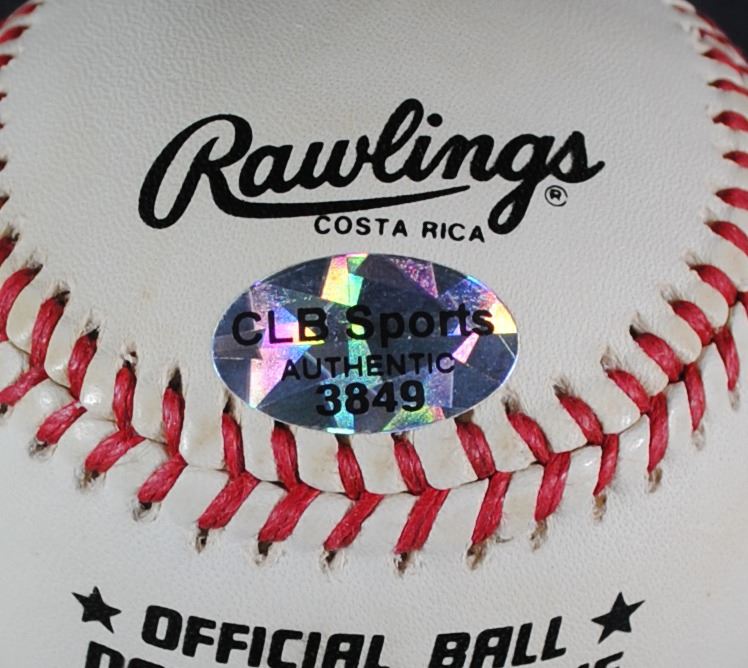 Rawlings®
COSTA RICA
CLB Sports
AUTHENTIC
3849
★ OFFICIAL BALL ★